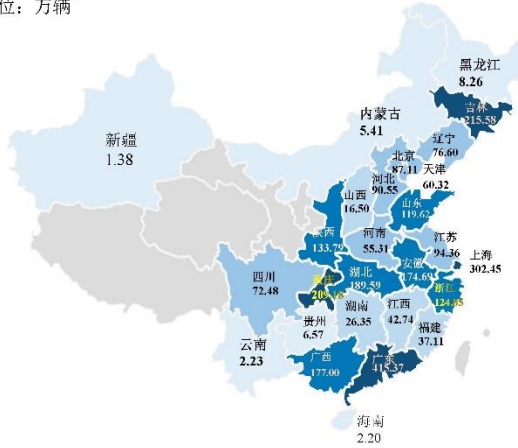 位：万辆
黑龙江
8.26
吉林
215.58
内蒙古
5.41
新疆
1.38
辽宁
76.60
北京
87.11
天津
60.32
河北
90.55
山西
16.50
山东
119.62
陕西
133.79
河南
55.31
江苏
94.36
上海
302.45
安徽
174.69
四川
72.48
重庆
湖北
189.59
浙江
124.45
湖南
26.35
江西
42.74
贵州
6.57
福建
37.11
云南
2.23
广西
177.00
广东
415.37
海南
2.20